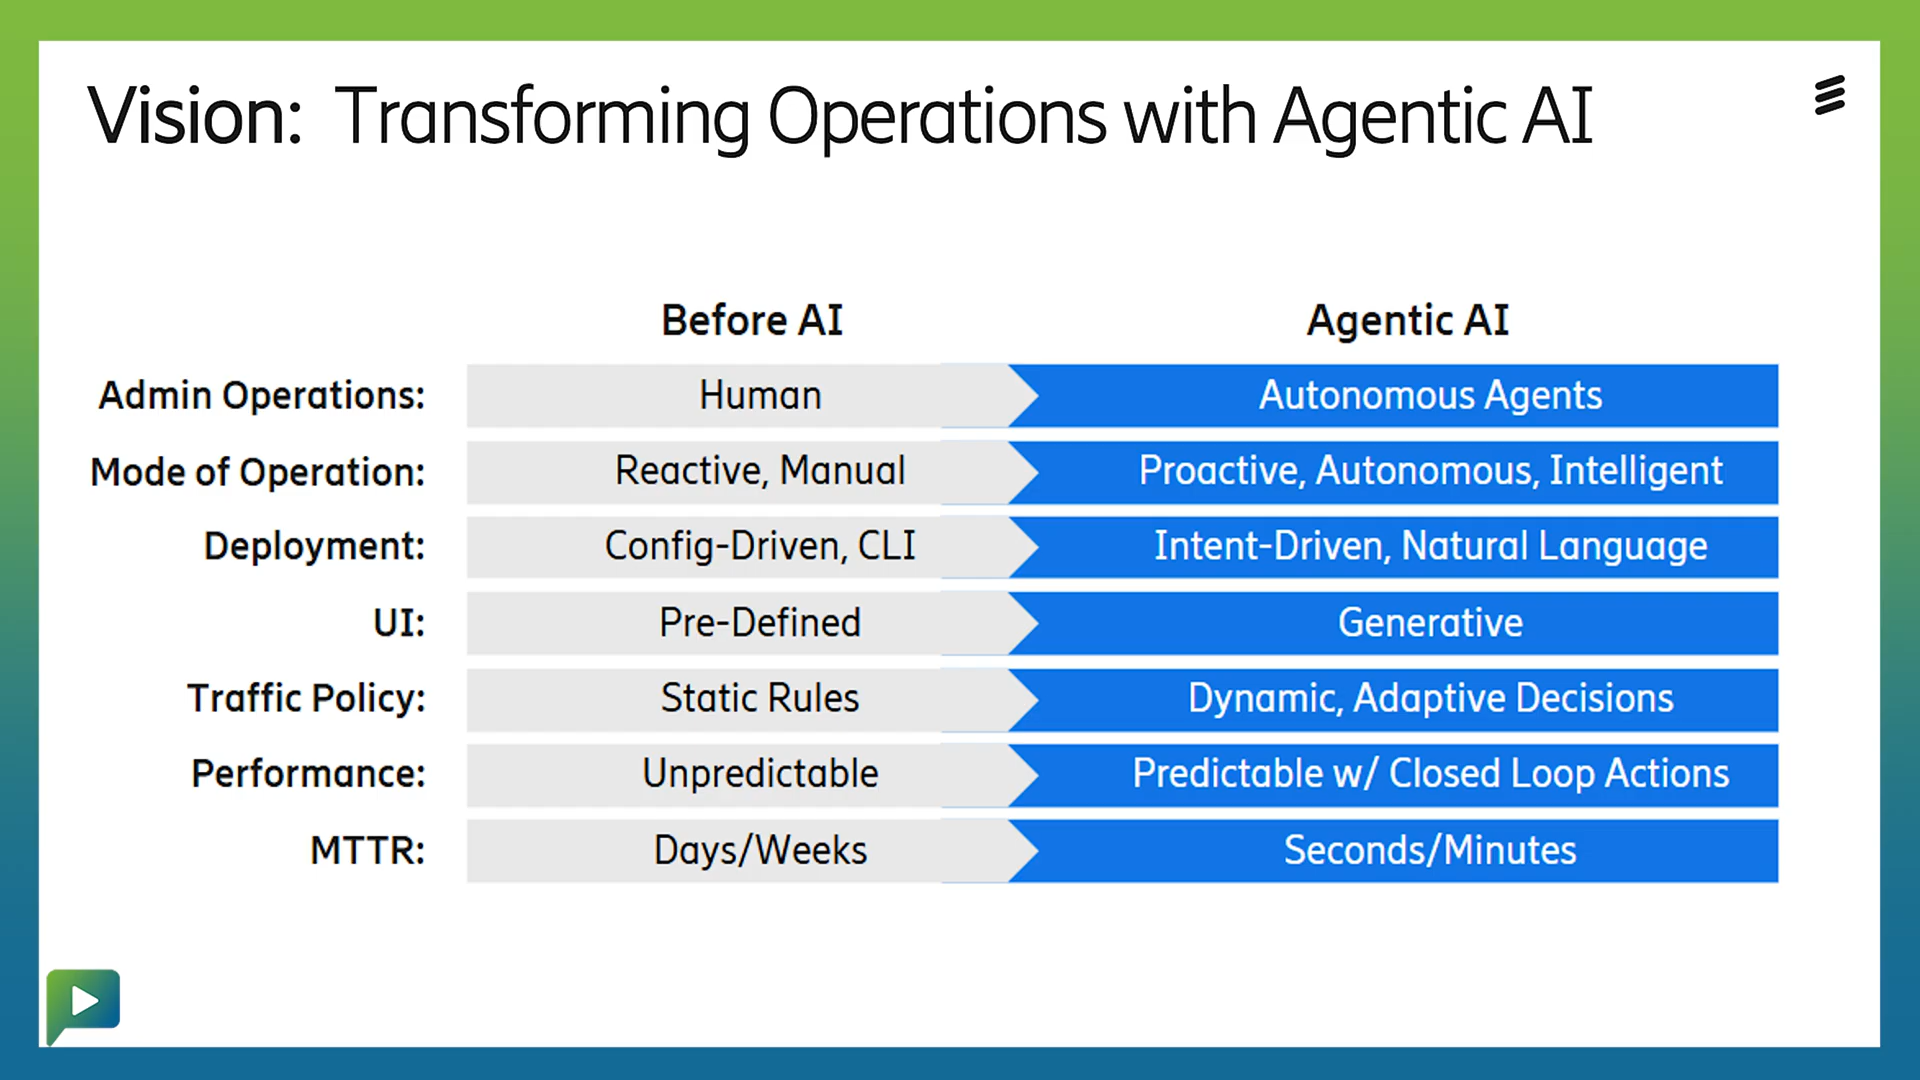 Vision: Transforming Operations with Agentic AI
Before AI Agentic AI
Admin Operations: Human Autonomous Agents
Mode of Operation: Reactive, Manual Proactive, Autonomous, Intelligent
Deployment: Config-Driven, CLI Intent-Driven, Natural Language
UI: Pre-Defined Generative
Traffic Policy: Static Rules Dynamic, Adaptive Decisions
Performance: Unpredictable Predictable w/ Closed Loop Actions
MTTR: Days/Weeks Seconds/Minutes